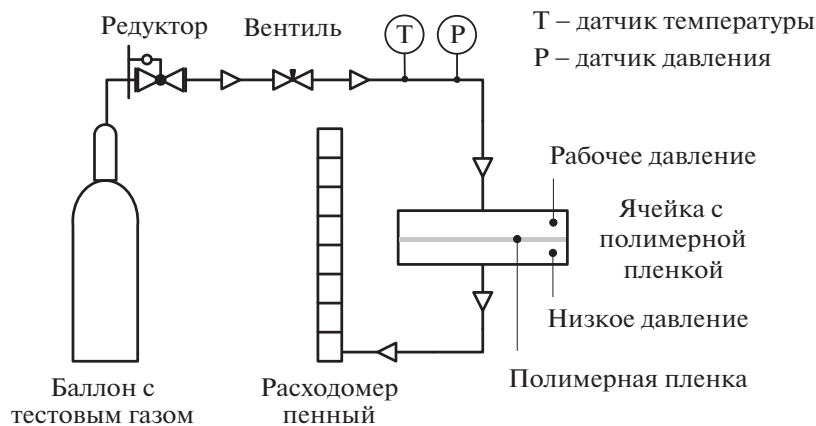 Редуктор
Вентиль
T
P
T – датчик температуры
P – датчик давления
Рабочее давление
Ячейка с
полимерной
пленкой
Низкое давление
Полимерная пленка
Баллон с
тестовым газом
Расходомер
пенный